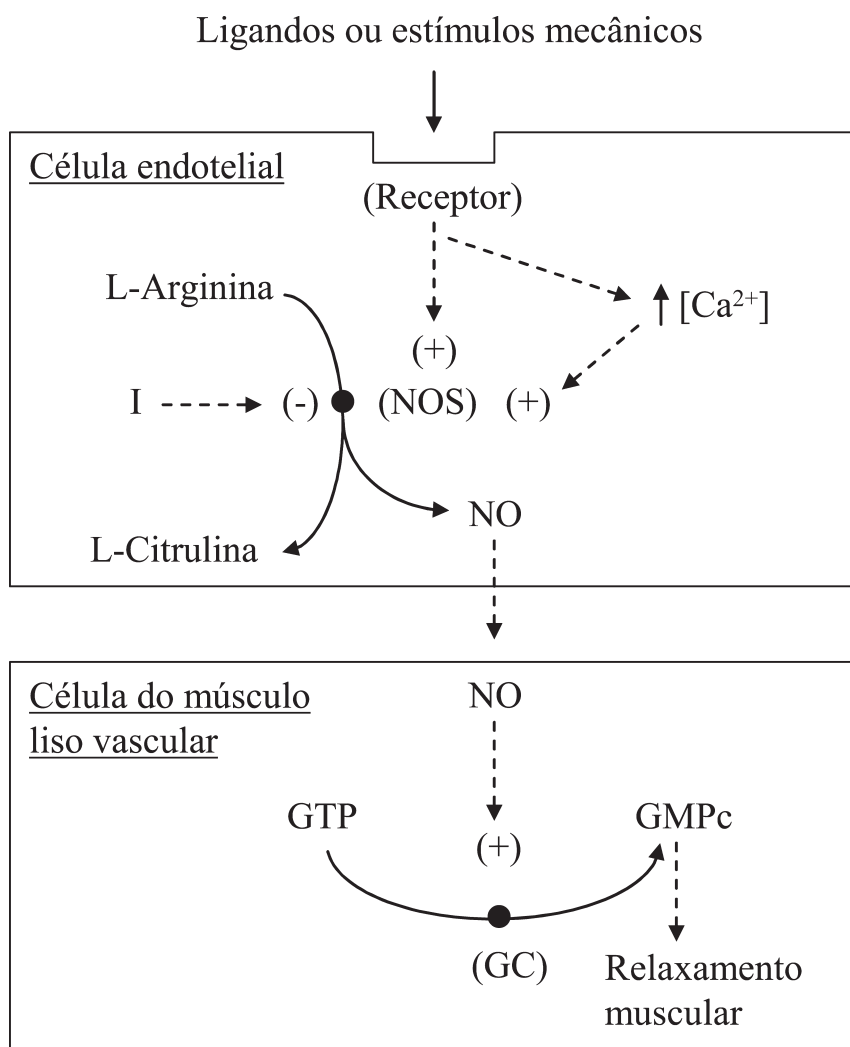 Ligandos ou estímulos mecânicos
Célula endotelial
(Receptor)
L-Arginina
[Ca²⁺]
(+)
I
(-)
(NOS)
(+)
NO
L-Citrulina
Célula do músculo
liso vascular
NO
GTP
GMPc
(+)
(GC)
Relaxamento
muscular